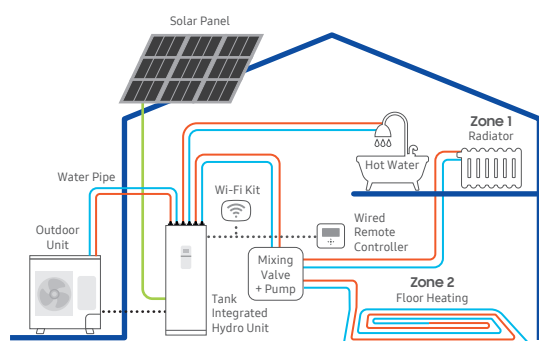 Solar Panel
Zone 1
Radiator
Hot Water
Water Pipe
Wi-Fi Kit
Outdoor
Unit
Wired
Remote
Controller
Mixing
Valve
+ Pump
Zone 2
Floor Heating
Tank
Integrated
Hydro Unit